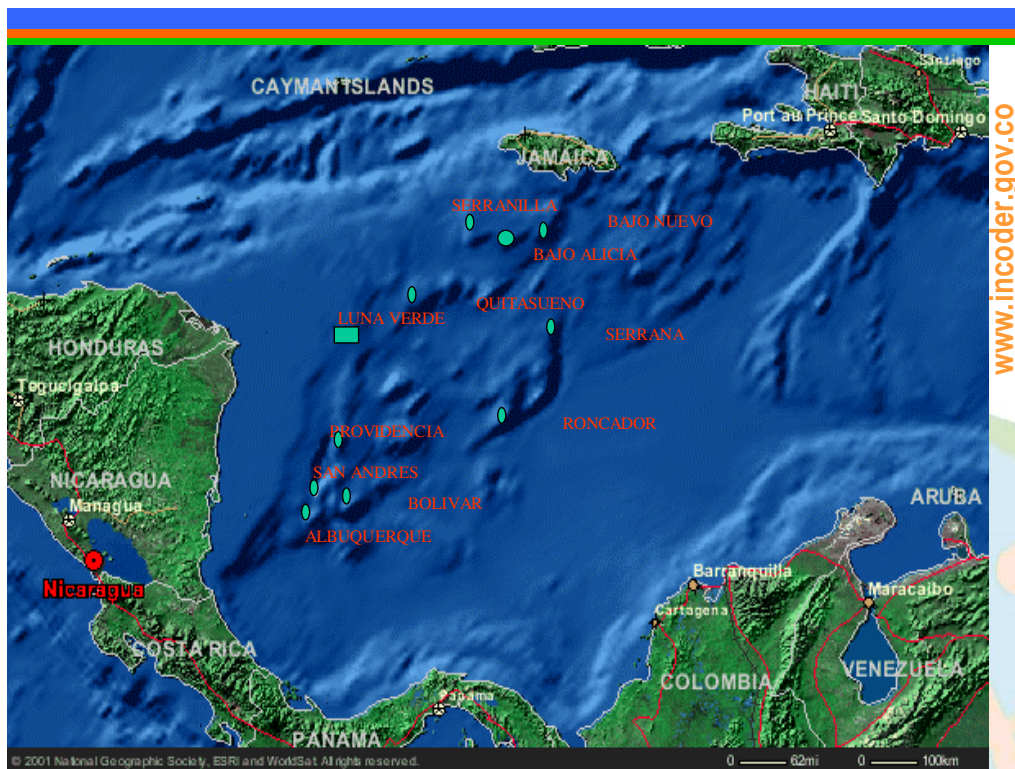 CAYMAN ISLANDS
Santiago
HAITI
Port au Prince
Santo Domingo
JAMAICA
www.incoder.gov.co
SERRANILLA
BAJO NUEVO
BAJO ALICIA
QUITASUENO
LUNA VERDE
SERRANA
HONDURAS
Tegucigalpa
RONCADOR
PROVIDENCIA
SAN ANDRES
NICARAGUA
BOLIVAR
ARUBA
Managua
ALBUQUERQUE
Barranquilla
Nicaragua
Maracaibo
Cartagena
COSTA RICA
VENEZUELA
COLOMBIA
Panama
PANAMA
© 2001 National Geographic Society, ESRI and WorldSat. All rights reserved.
0 62mi 0 100km